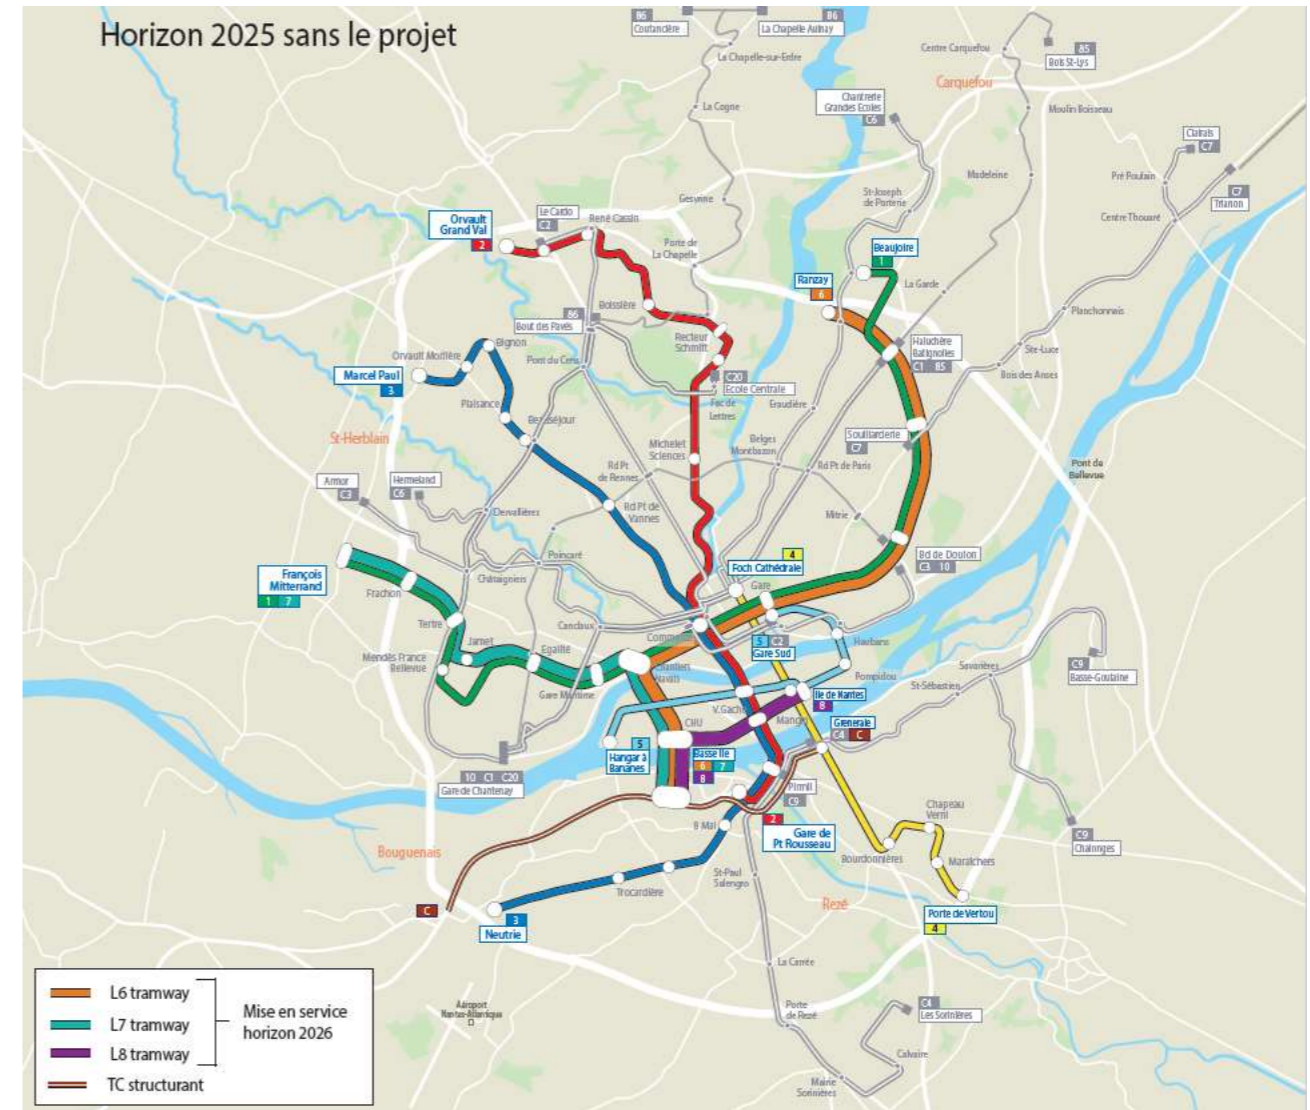 Horizon 2025 sans le projet
B6
Coutancière
B6
La Chapelle Aulnay
La Chapelle-sur-Erdre
Centre Carquefou
85
Bois St-Lys
Carquefou
Chantrerie
Grandes Ecoles
C6
La Cogne
Moulin Boisseau
Clairais
C7
Madeleine
Pré Poulain
C7
Trianon
St-Joseph
de Porterie
Gesvrine
Centre Thouaré
Orvault
Grand Val
2
Le Cardo
C2
René Cassin
Porte de
La Chapelle
Beaujoire
1
Ranzay
6
La Garde
Planchonnais
Boissière
B6
Bout des Pavés
Recteur
Schmitt
Haluchère
Batignolles
C1 85
Ste-Luce
Bois des Anses
Orvault Morlière
Bignon
Pont du Cens
Marcel Paul
3
C20
Ecole Centrale
Fac de
Lettres
Eraudière
Plaisance
Beauséjour
St-Herblain
Souillarderie
C7
Michelet
Sciences
Belges
Montbazon
Rd Pt de Paris
Rd Pt
de Rennes
Pont de
Bellevue
Armor
C3
Hermeland
C6
Dervallières
Rd Pt de
Vannes
Mitrie
Poincaré
4
Foch Cathédrale
Bd de Doulon
C3 10
François
Mitterrand
1 7
Frachon
Châtaigniers
Gare
Tertre
Candaux
Commerce
Jamet
Egalité
5 C2
Gare Sud
Haubans
Mendès France
Bellevue
Chantiers
Navals
Gare Maritime
Pompidou
Savarières
C9
Basse-Goulaine
St-Sébastien
Ile de Nantes
8
V.Gache
Mangin
CHU
Greneraie
C4 C
5
Hangar à
Bananes
Basse Ile
6 7
8
10 C1 C20
Gare de Chantenay
Pirmil
C9
8 Mai
2
Gare de
Pt Rousseau
Chapeau
Verni
C9
Chalonges
Bouguenais
Bourdonnières
Maraîchers
St-Paul
Salengro
Trocardière
Rezé
C
3
Neutrie
Porte de Vertou
4
La Carrée
L6 tramway
L7 tramway
L8 tramway
Mise en service
horizon 2026
TC structurant
Aéroport
Nantes-Atlantique
Porte
de Rezé
C4
Les Sorinières
Calvaire
Mairie
Sorinières